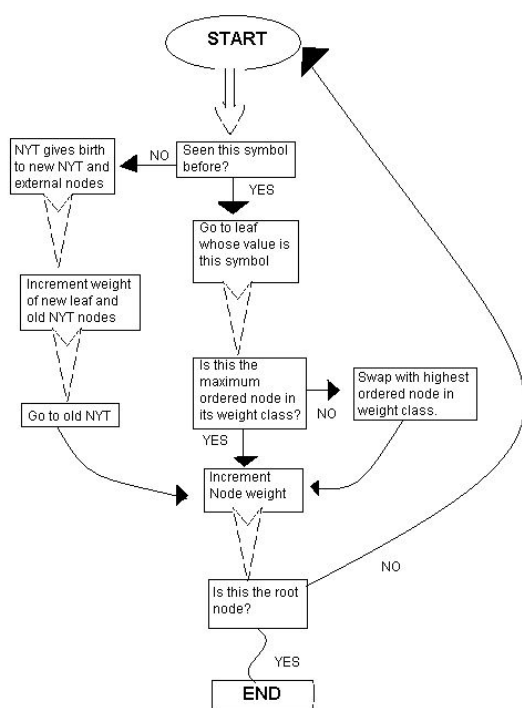 START
NYT gives birth
to new NYT and
external nodes
NO
Seen this symbol
before?
YES
Go to leaf
whose value is
this symbol
Increment weight
of new leaf and
old NYT nodes
Is this the
maximum
ordered node in
its weight class?
NO
Swap with highest
ordered node in
weight class.
Go to old NYT
YES
Increment
Node weight
NO
Is this the root
node?
YES
END